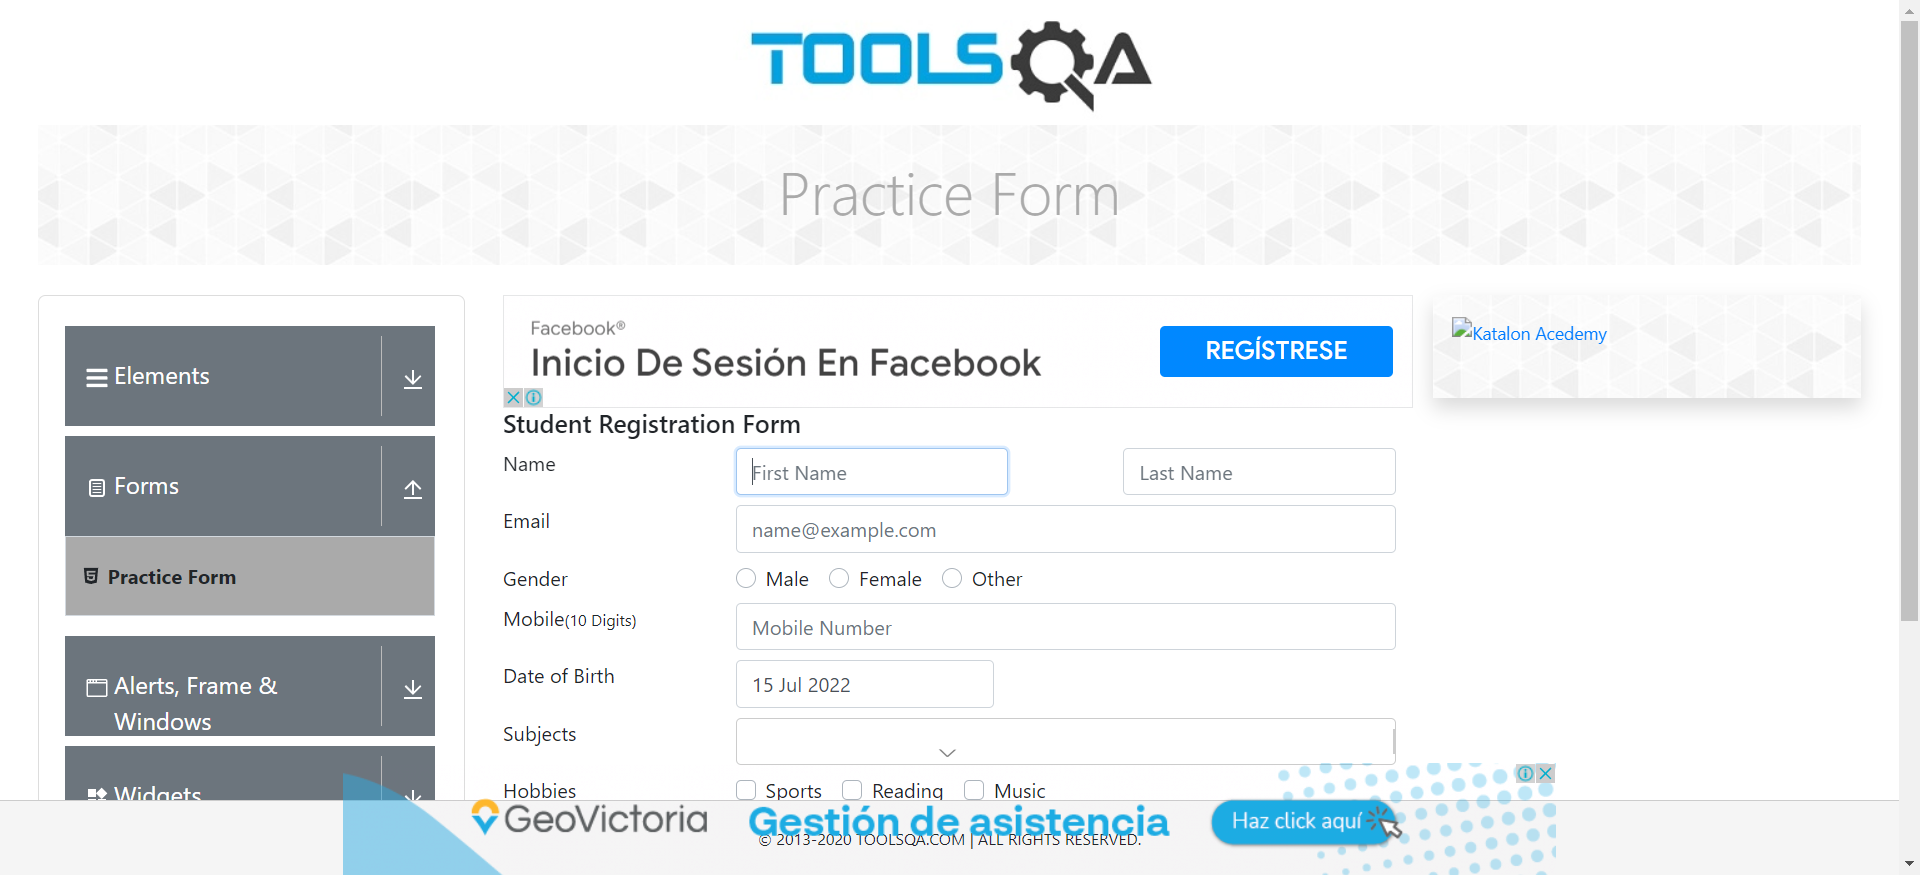 TOOLSQA
Practice Form
Elements
Forms
Practice Form
Alerts, Frame &
Windows
Widgets
Facebook®
Inicio De Sesión En Facebook
REGÍSTRESE
Katalon Acedemy
Student Registration Form
Name
First Name
Last Name
Email
name@example.com
Gender
Male
Female
Other
Mobile(10 Digits)
Mobile Number
Date of Birth
15 Jul 2022
Subjects
Hobbies
Sports
Reading
Music
GeoVictoria
Gestión de asistencia
Haz click aquí
© 2013-2020 TOOLSQA.COM | ALL RIGHTS RESERVED.